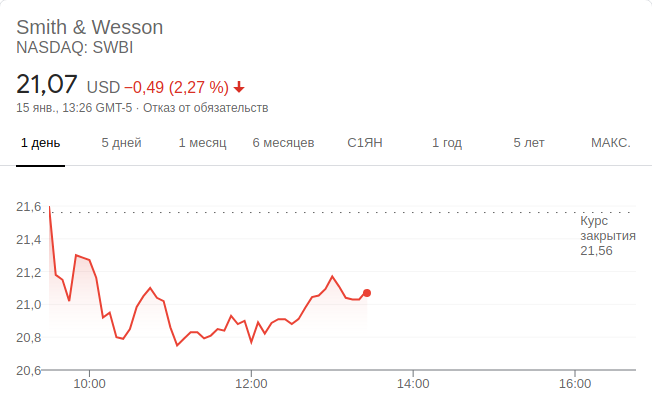 Smith & Wesson
NASDAQ: SWBI
21,07 USD −0,49 (2,27 %)
15 янв., 13:26 GMT-5 · Отказ от обязательств
1 день 5 дней 1 месяц 6 месяцев С1ЯН 1 год 5 лет МАКС.
21,6
Курс
закрытия
21,56
21,4
21,2
21,0
20,8
20,6
10:00 12:00 14:00 16:00